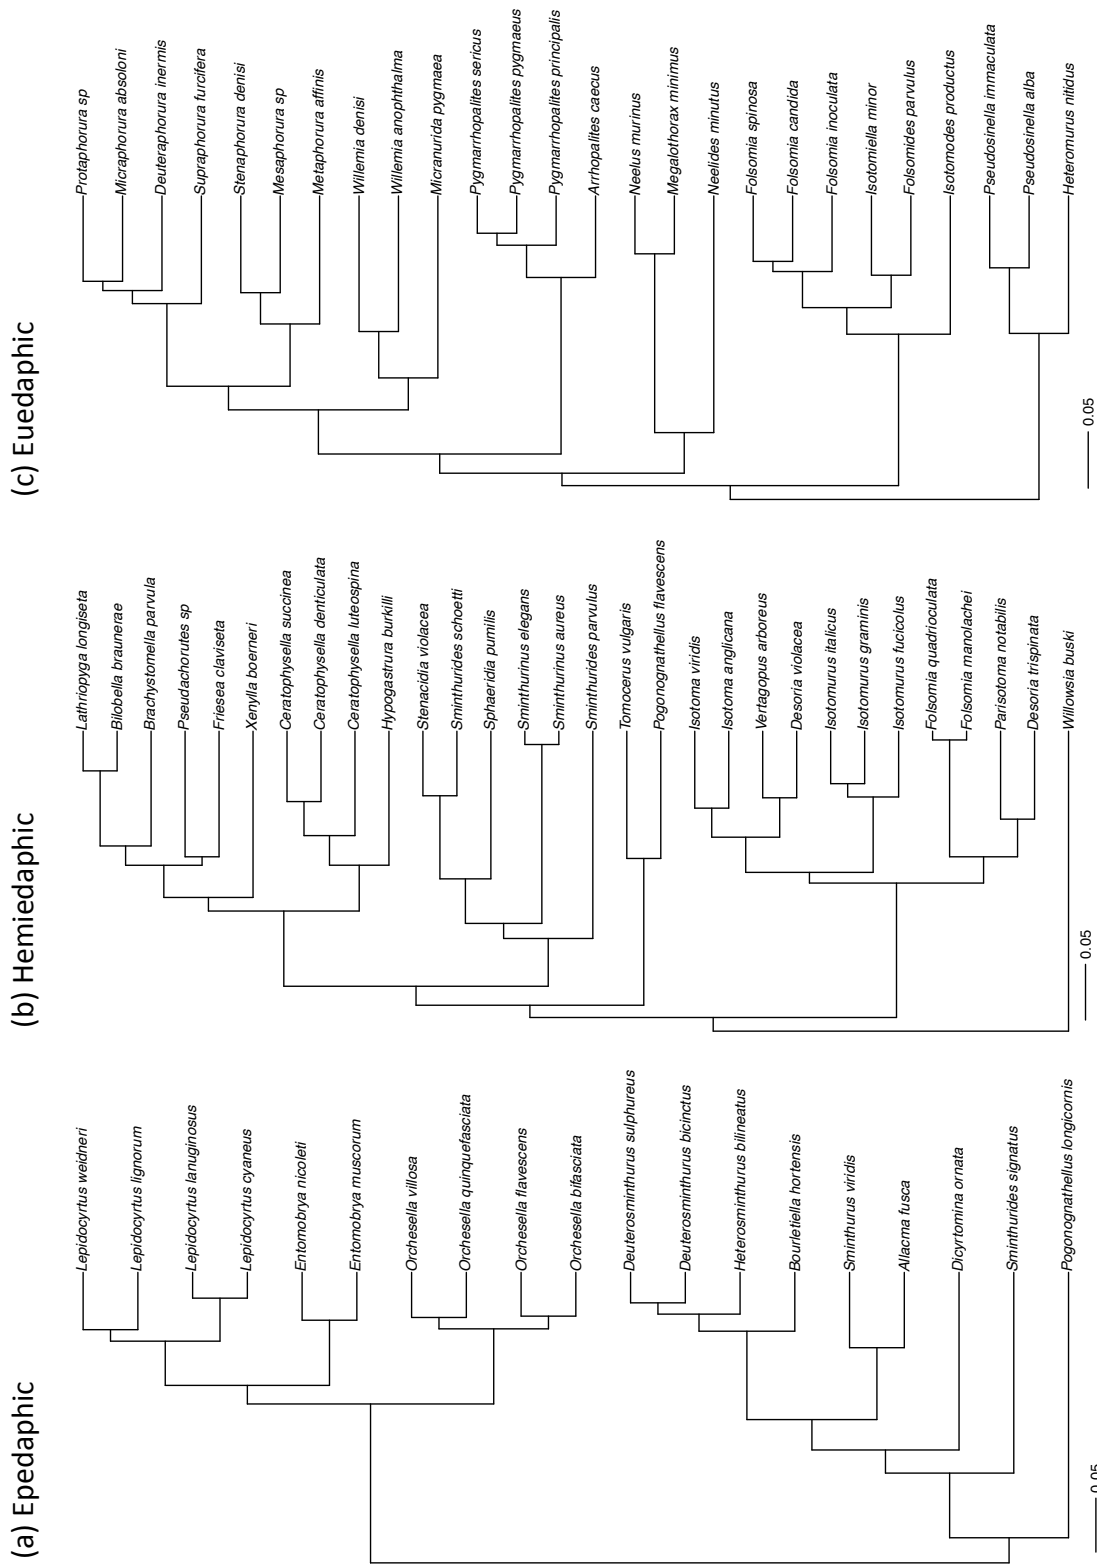 (a) Epedaphic
Lepidocyrtus weidneri
Lepidocyrtus lignorum
Lepidocyrtus lanuginosus
Lepidocyrtus cyaneus
Entomobrya nicoleti
Entomobrya muscorum
Orchesella villosa
Orchesella quinquefasciata
Orchesella flavescens
Orchesella bifasciata
Deuterosminthurus sulphureus
Deuterosminthurus bicinctus
Heterosminthurus bilineatus
Bourletiella hortensis
Sminthurus viridis
Allacma fusca
Dicyrtomina ornata
Sminthurides signatus
Pogonognathellus longicornis
0.05
(b) Hemiedaphic
Lathriopyga longiseta
Bilobella braunerae
Brachystomella parvula
Pseudachorutes sp
Friesea claviseta
Xenylla boerneri
Ceratophysella succinea
Ceratophysella denticulata
Ceratophysella luteospina
Hypogastrura burkilli
Stenacidia violacea
Sminthurides schoetti
Sphaeridia pumilis
Sminthurinus elegans
Sminthurinus aureus
Sminthurides parvulus
Tomocerus vulgaris
Pogonognathellus flavescens
Isotoma viridis
Isotoma anglicana
Vertagopus arboreus
Desoria violacea
Isotomurus italicus
Isotomurus graminis
Isotomurus fucicolus
Folsomia quadrioculata
Folsomia manolachei
Parisotoma notabilis
Desoria trispinata
Willowsia buski
0.05
(c) Euedaphic
Protaphorura sp
Micraphorura absoloni
Deuteraphorura inermis
Supraphorura furcifera
Stenaphorura denisi
Mesaphorura sp
Metaphorura affinis
Willemia denisi
Willemia anophthalma
Micranurida pygmaea
Pygmarrhopalites sericus
Pygmarrhopalites pygmaeus
Pygmarrhopalites principalis
Arrhopalites caecus
Neelus murinus
Megalothorax minimus
Neelides minutus
Folsomia spinosa
Folsomia candida
Folsomia inoculata
Isotomiella minor
Folsomides parvulus
Isotomodes productus
Pseudosinella immaculata
Pseudosinella alba
Heteromurus nitidus
0.05